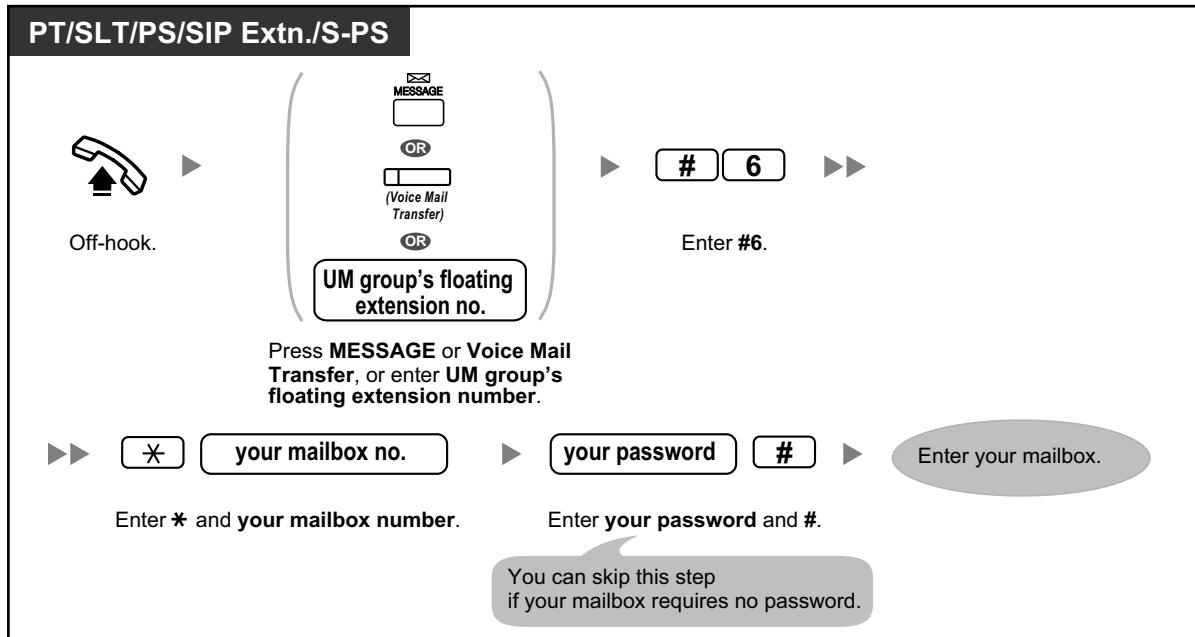 PT/SLT/PS/SIP Extn./S-PS
MESSAGE
OR
(Voice Mail
Transfer)
OR
UM group's floating
extension no.
# 6
Off-hook.
Enter #6.
Press MESSAGE or Voice Mail
Transfer, or enter UM group's
floating extension number.
* your mailbox no.
your password #
Enter your mailbox.
Enter * and your mailbox number.
Enter your password and #.
You can skip this step
if your mailbox requires no password.